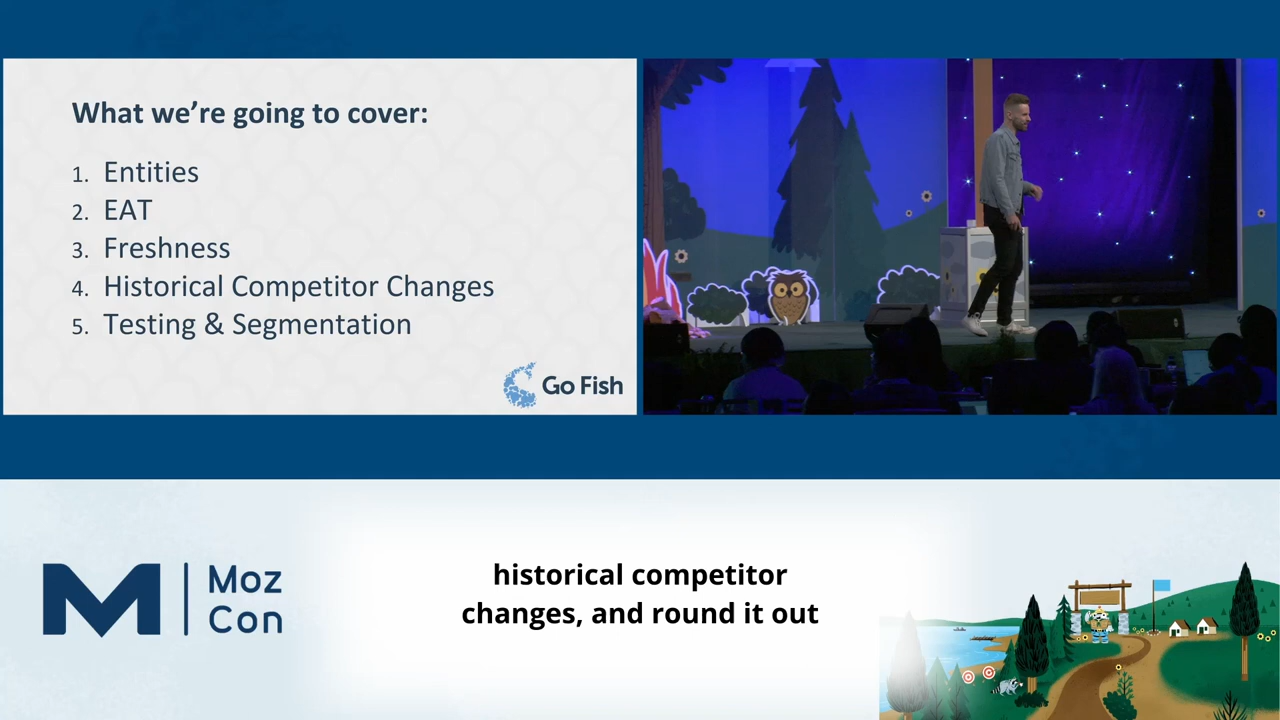 What we're going to cover:
1. Entities
2. EAT
3. Freshness
4. Historical Competitor Changes
5. Testing & Segmentation
Go Fish
M | Moz
Con
historical competitor
changes, and round it out